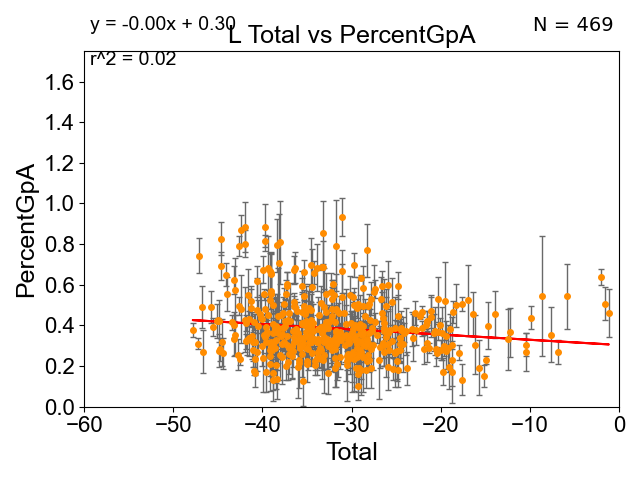 y = -0.00x + 0.30
N = 469
L Total vs PercentGpA
r^2 = 0.02
PercentGpA
1.6
1.4
1.2
1.0
0.8
0.6
0.4
0.2
0.0
−60 −50 −40 −30 −20 −10 0
Total